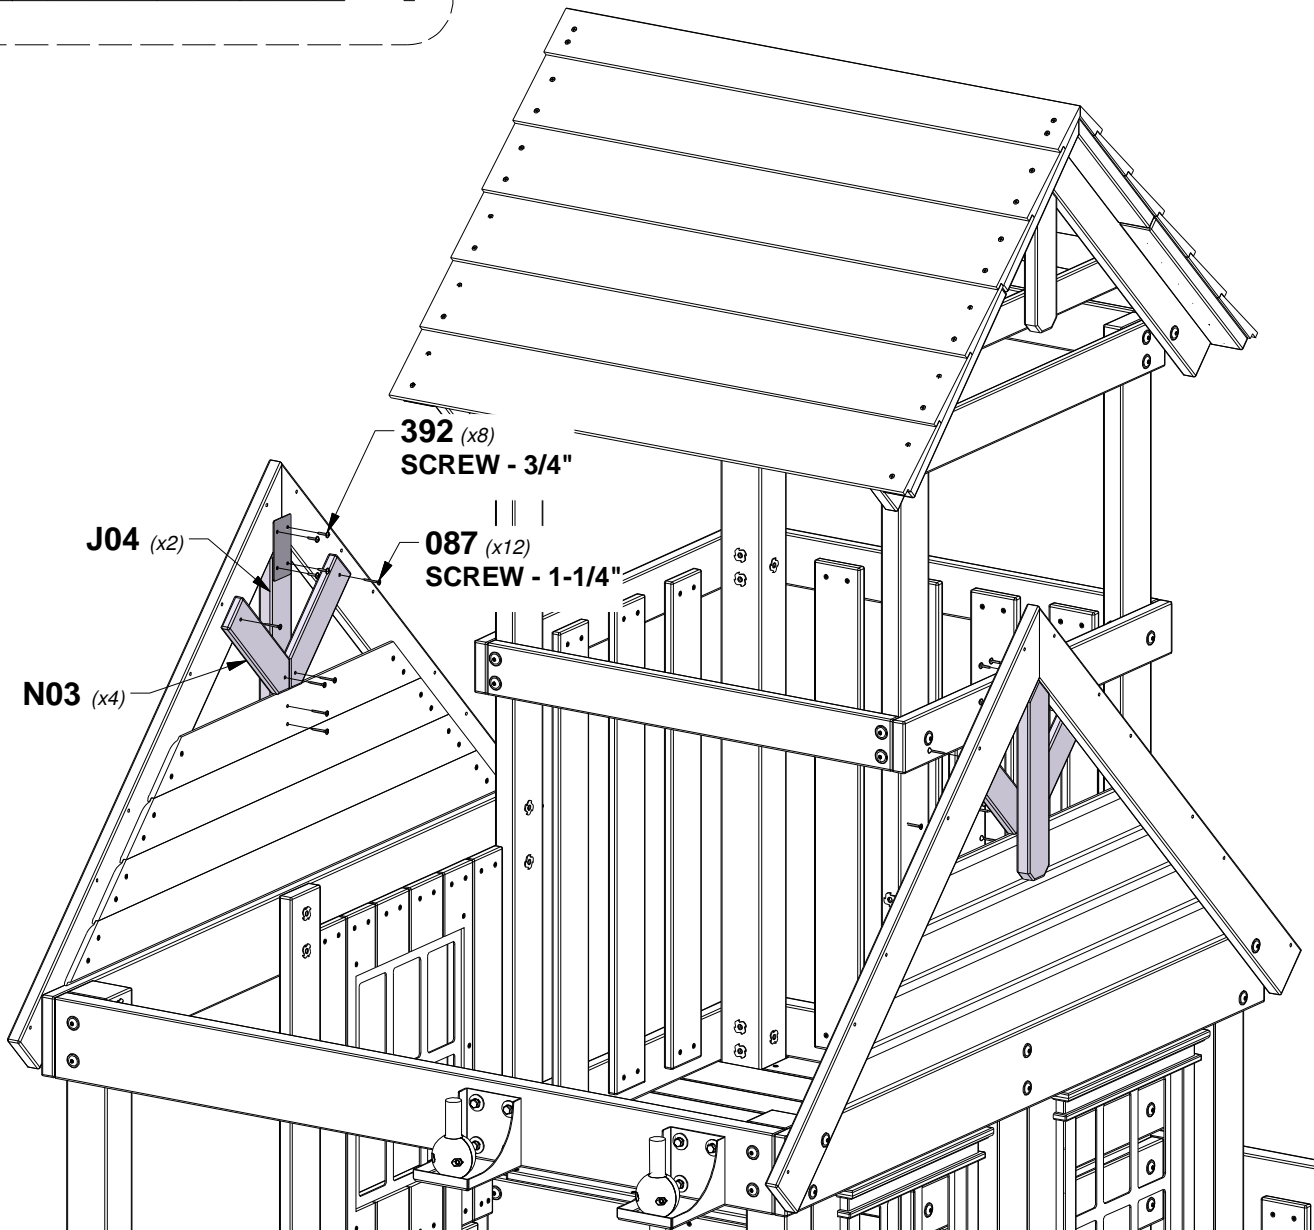 392 (x8)
SCREW - 3/4"
J04 (x2)
087 (x12)
SCREW - 1-1/4"
N03 (x4)